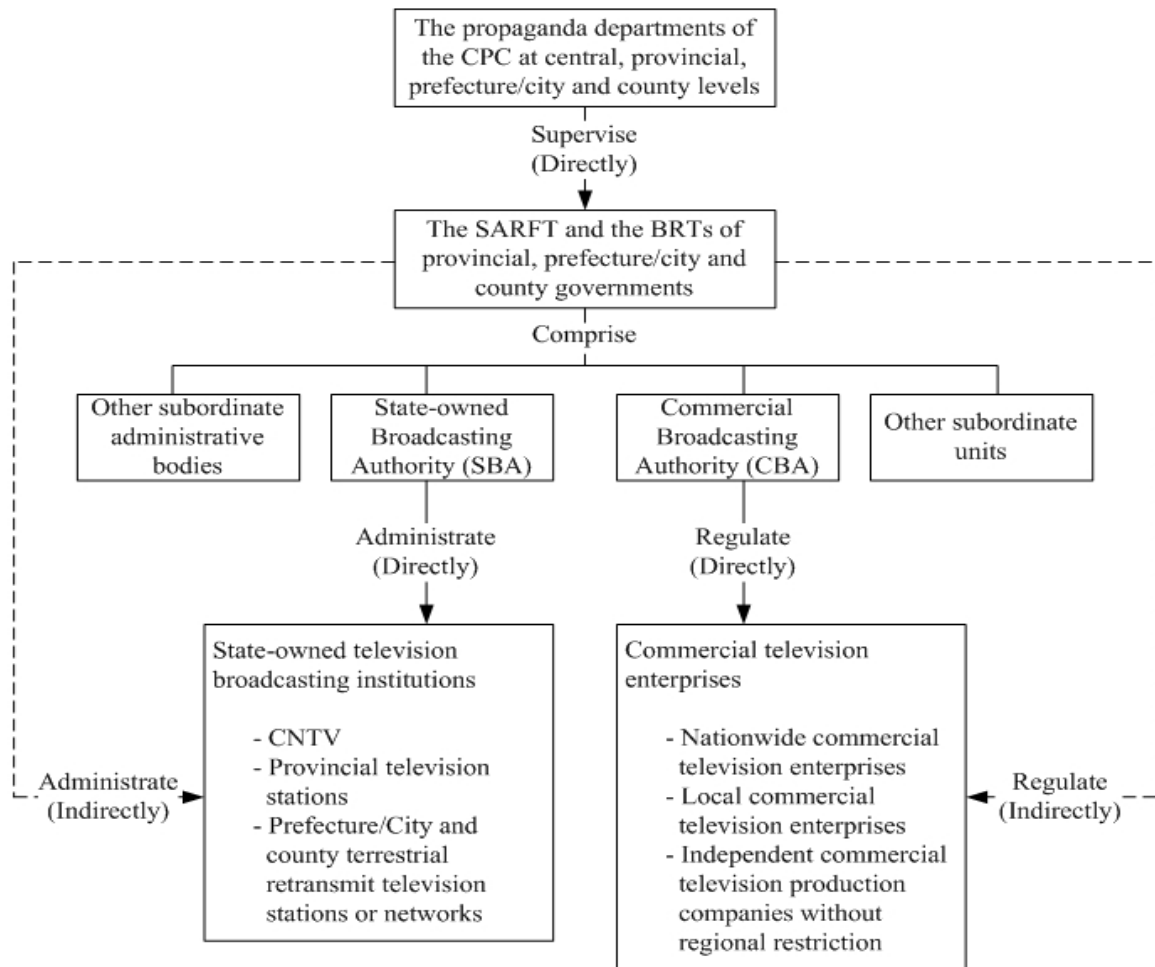 The propaganda departments of
the CPC at central, provincial,
prefecture/city and county levels
Supervise
(Directly)
The SARFT and the BRTs of
provincial, prefecture/city and
county governments
Comprise
Other subordinate
administrative
bodies
State-owned
Broadcasting
Authority (SBA)
Commercial
Broadcasting
Authority (CBA)
Other subordinate
units
Administrate
(Directly)
Regulate
(Directly)
State-owned television
broadcasting institutions
- CNTV
- Provincial television
stations
- Prefecture/City and
county terrestrial
retransmit television
stations or networks
Commercial television
enterprises
- Nationwide commercial
television enterprises
- Local commercial
television enterprises
- Independent commercial
television production
companies without
regional restriction
Administrate
(Indirectly)
Regulate
(Indirectly)